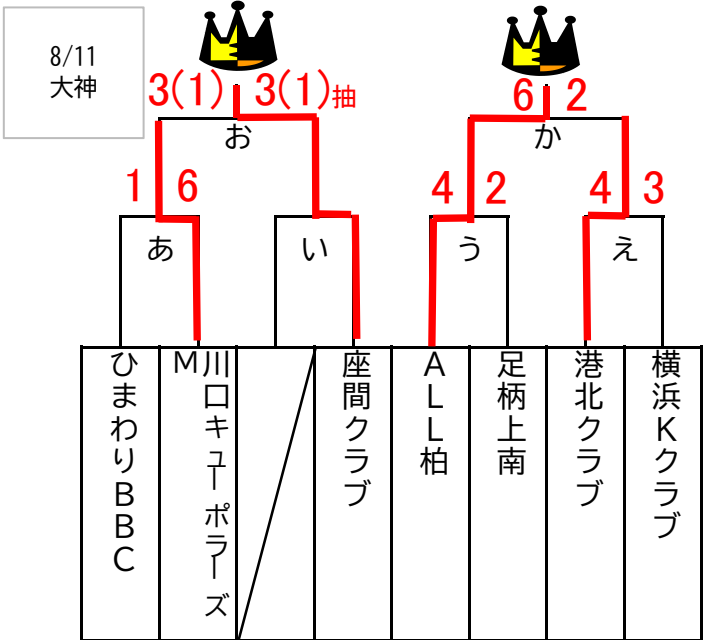 8/11
大神
3(1) 3(1)抽
6 2
お
か
1 6
4 2
4 3
あ
い
う
え
ひまわりBBC
川口キューポラーズ
M
座間クラブ
ALL柏
足柄上南
港北クラブ
横浜Kクラブ